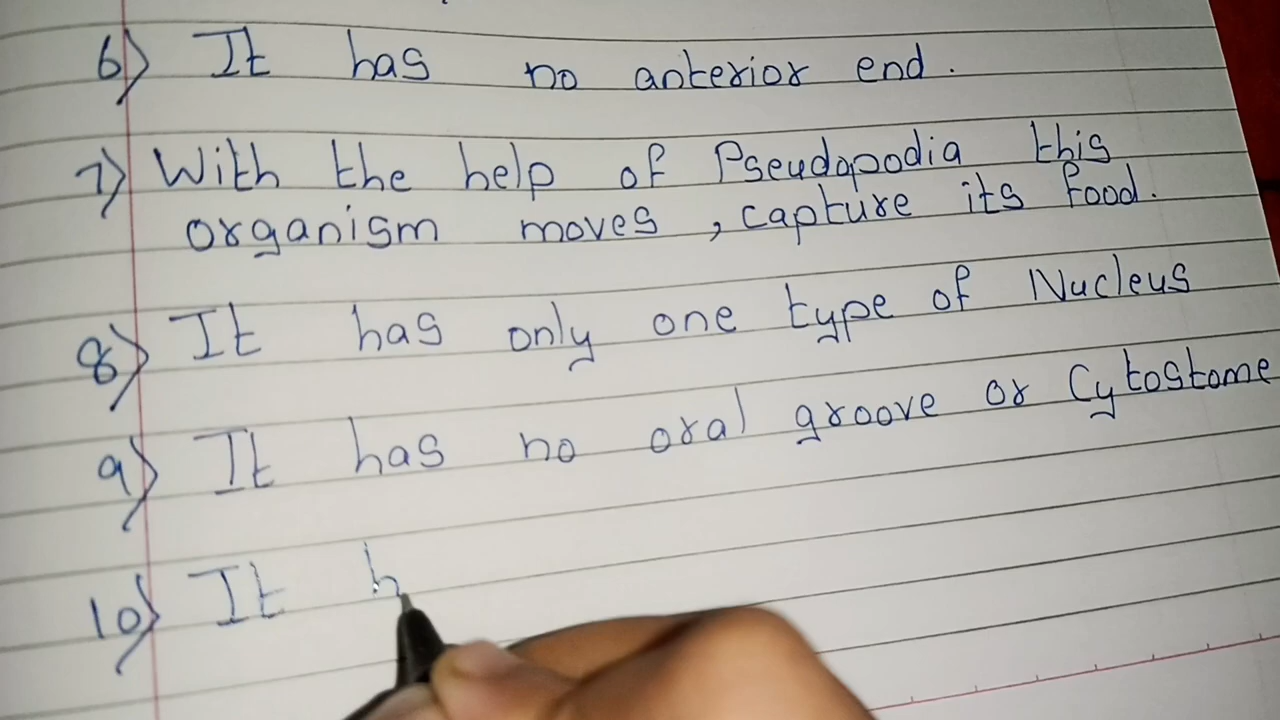 6) It has no anterior end.
7) With the help of Pseudopodia this
organism moves, capture its food.
8) It has only one type of Nucleus
9) It has no oral groove or Cytostome
10) It h